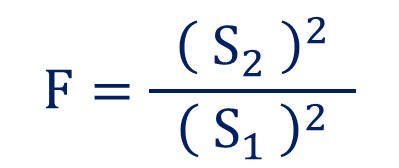 F = ( S₂ )² / ( S₁ )²